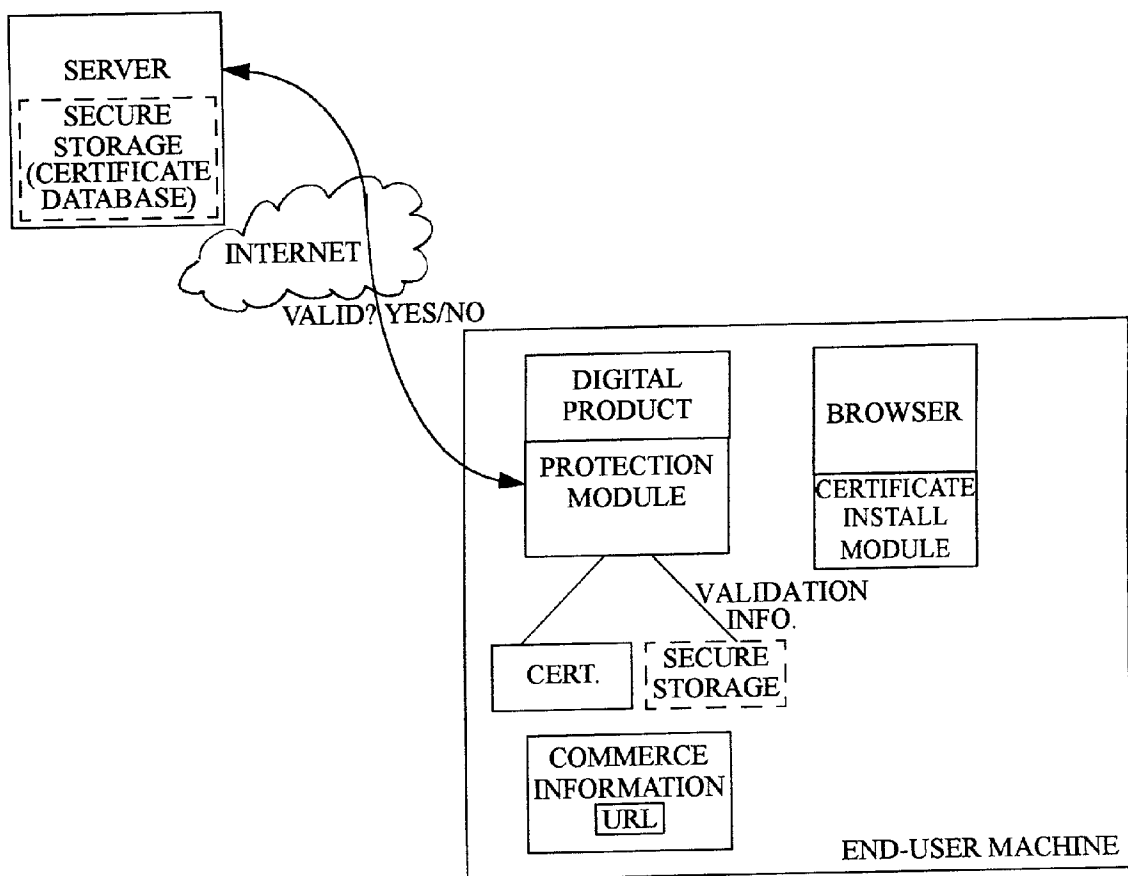 SERVER
SECURE
STORAGE
(CERTIFICATE
DATABASE)
INTERNET
VALID? YES/NO
DIGITAL
PRODUCT
PROTECTION
MODULE
BROWSER
CERTIFICATE
INSTALL
MODULE
VALIDATION
INFO.
CERT.
SECURE
STORAGE
COMMERCE
INFORMATION
URL
END-USER MACHINE